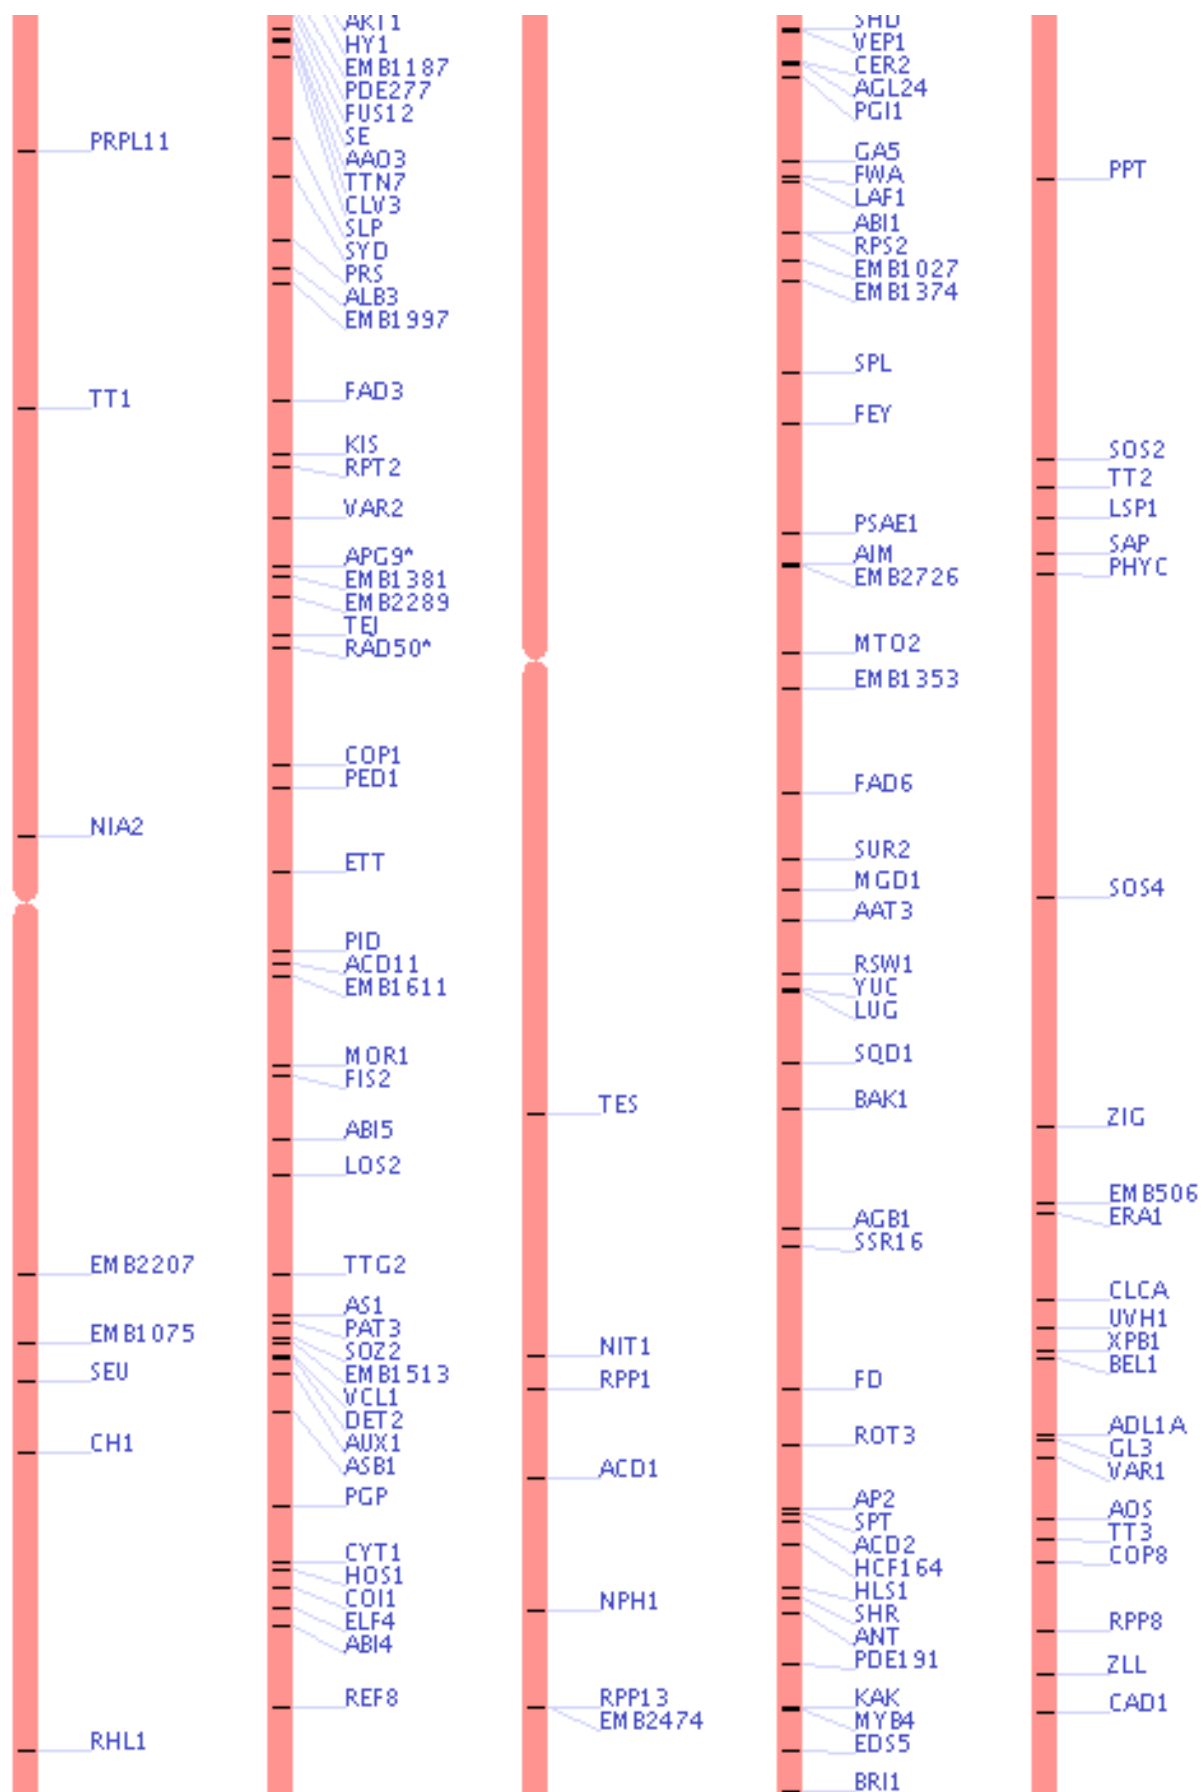 PRPL11
TT1
NIA2
EMB2207
EMB1075
SEU
CH1
RHL1
AKT1
HY1
EMB1187
PDE277
FUS12
SE
AAO3
TTN7
CLV3
SLP
SYD
PRS
ALB3
EMB1997
FAD3
KIS
RPT2
VAR2
APG9*
EMB1381
EMB2289
TEJ
RAD50*
COP1
PED1
ETT
PID
ACD11
EMB1611
MOR1
FIS2
ABI5
LOS2
TTG2
AS1
PAT3
SOZ2
EMB1513
VCL1
DET2
AUX1
ASB1
PGP
CYT1
HOS1
COI1
ELF4
ABI4
REF8
TES
NIT1
RPP1
ACD1
NPH1
RPP13
EMB2474
SHD
VEP1
CER2
AGL24
PGI1
GA5
FWA
LAF1
ABI1
RPS2
EMB1027
EMB1374
SPL
FEY
PSAE1
AIM
EMB2726
MTO2
EMB1353
FAD6
SUR2
MGD1
AAT3
RSW1
YUC
LUG
SQD1
BAK1
AGB1
SSR16
FD
ROT3
AP2
SPT
ACD2
HCF164
HLS1
SHR
ANT
PDE191
KAK
MYB4
EDS5
BRI1
PPT
SOS2
TT2
LSP1
SAP
PHYC
SOS4
ZIG
EMB506
ERA1
CLCA
UVH1
XPB1
BEL1
ADL1A
GL3
VAR1
AOS
TT3
COP8
RPP8
ZLL
CAD1